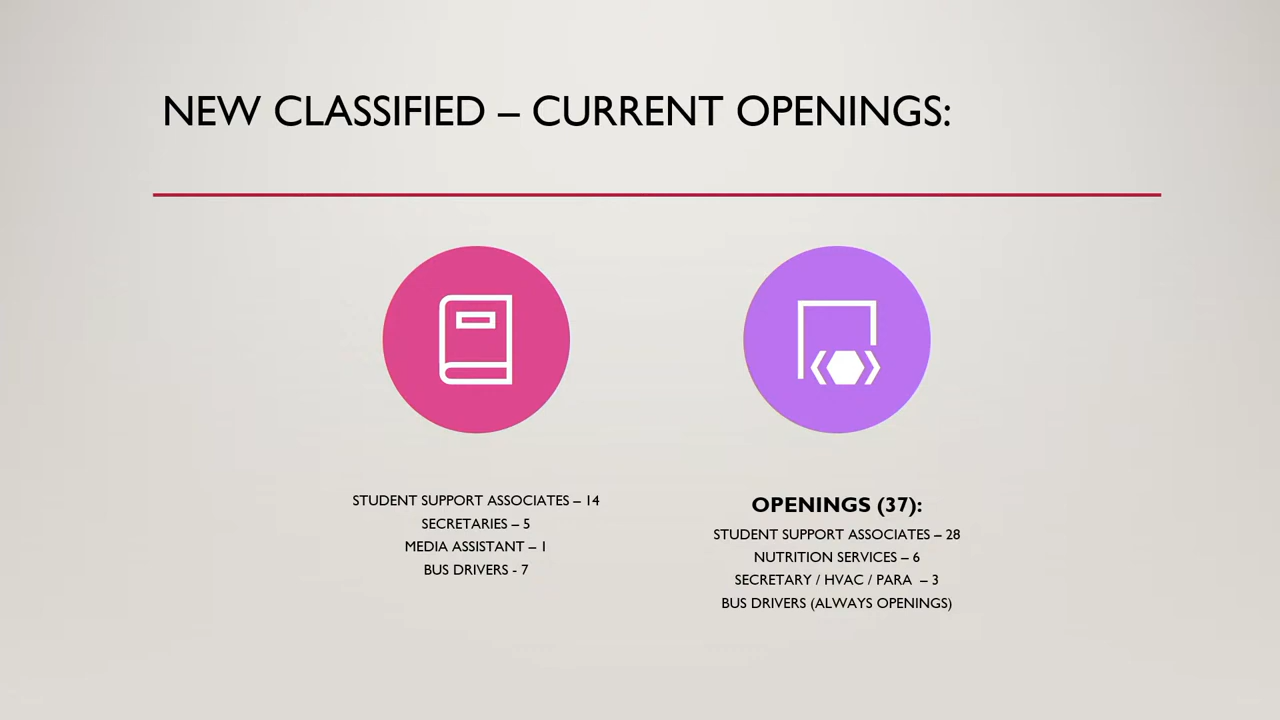 NEW CLASSIFIED – CURRENT OPENINGS:
STUDENT SUPPORT ASSOCIATES – 14
SECRETARIES – 5
MEDIA ASSISTANT – 1
BUS DRIVERS - 7
OPENINGS (37):
STUDENT SUPPORT ASSOCIATES – 28
NUTRITION SERVICES – 6
SECRETARY / HVAC / PARA – 3
BUS DRIVERS (ALWAYS OPENINGS)